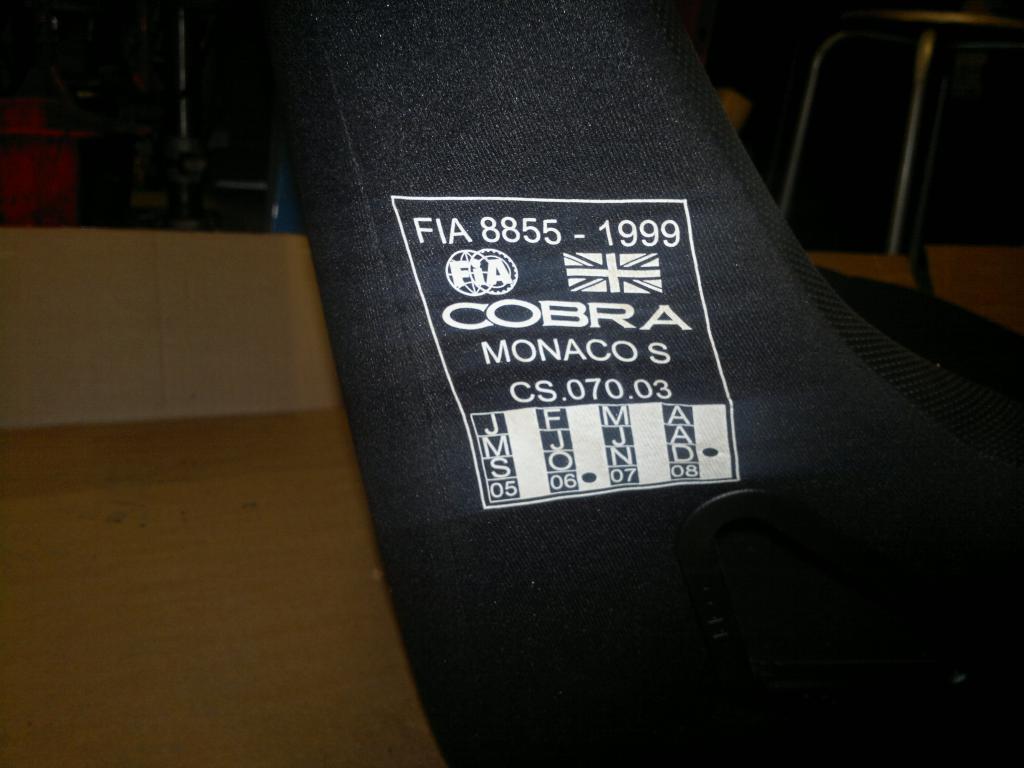 FIA 8855 - 1999
FIA
COBRA
MONACO S
CS.070.03
J F M A
M J J A
S O N D
05 06 07 08